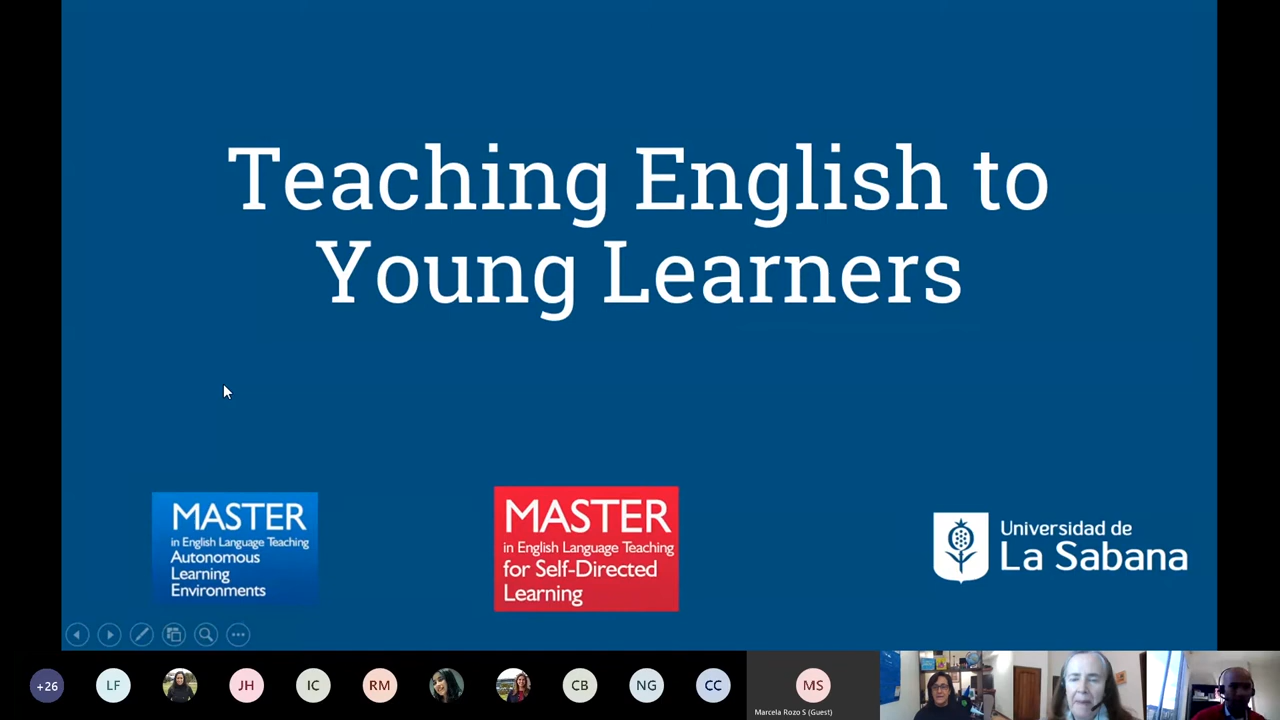 Teaching English to
Young Learners
MASTER
in English Language Teaching
Autonomous
Learning
Environments
MASTER
in English Language Teaching
for Self-Directed
Learning
Universidad de
La Sabana
+26
LF
JH
IC
RM
CB
NG
CC
MS
Marcela Rozo S (Guest)